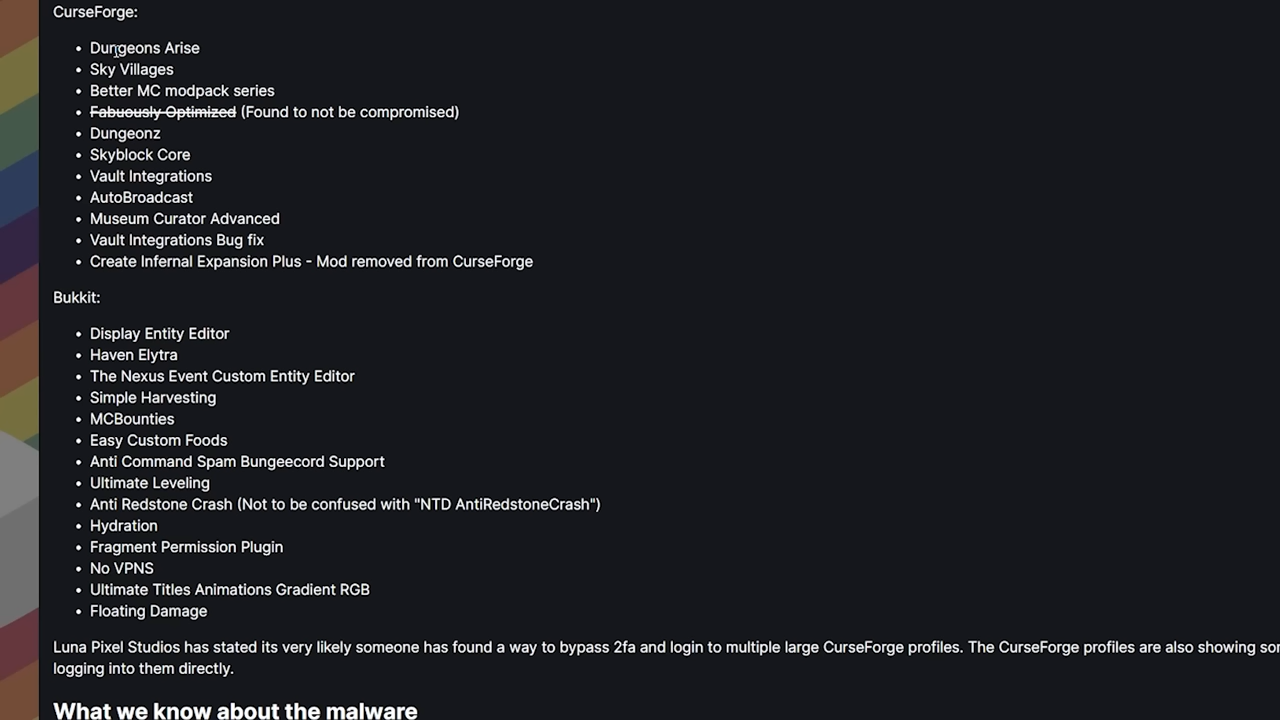 CurseForge:
• Dungeons Arise
• Sky Villages
• Better MC modpack series
• Fabuously Optimized (Found to not be compromised)
• Dungeonz
• Skyblock Core
• Vault Integrations
• AutoBroadcast
• Museum Curator Advanced
• Vault Integrations Bug fix
• Create Infernal Expansion Plus - Mod removed from CurseForge
Bukkit:
• Display Entity Editor
• Haven Elytra
• The Nexus Event Custom Entity Editor
• Simple Harvesting
• MCBounties
• Easy Custom Foods
• Anti Command Spam Bungeecord Support
• Ultimate Leveling
• Anti Redstone Crash (Not to be confused with "NTD AntiRedstoneCrash")
• Hydration
• Fragment Permission Plugin
• No VPNS
• Ultimate Titles Animations Gradient RGB
• Floating Damage
Luna Pixel Studios has stated its very likely someone has found a way to bypass 2fa and login to multiple large CurseForge profiles. The CurseForge profiles are also showing
logging into them directly.
What we know about the malware